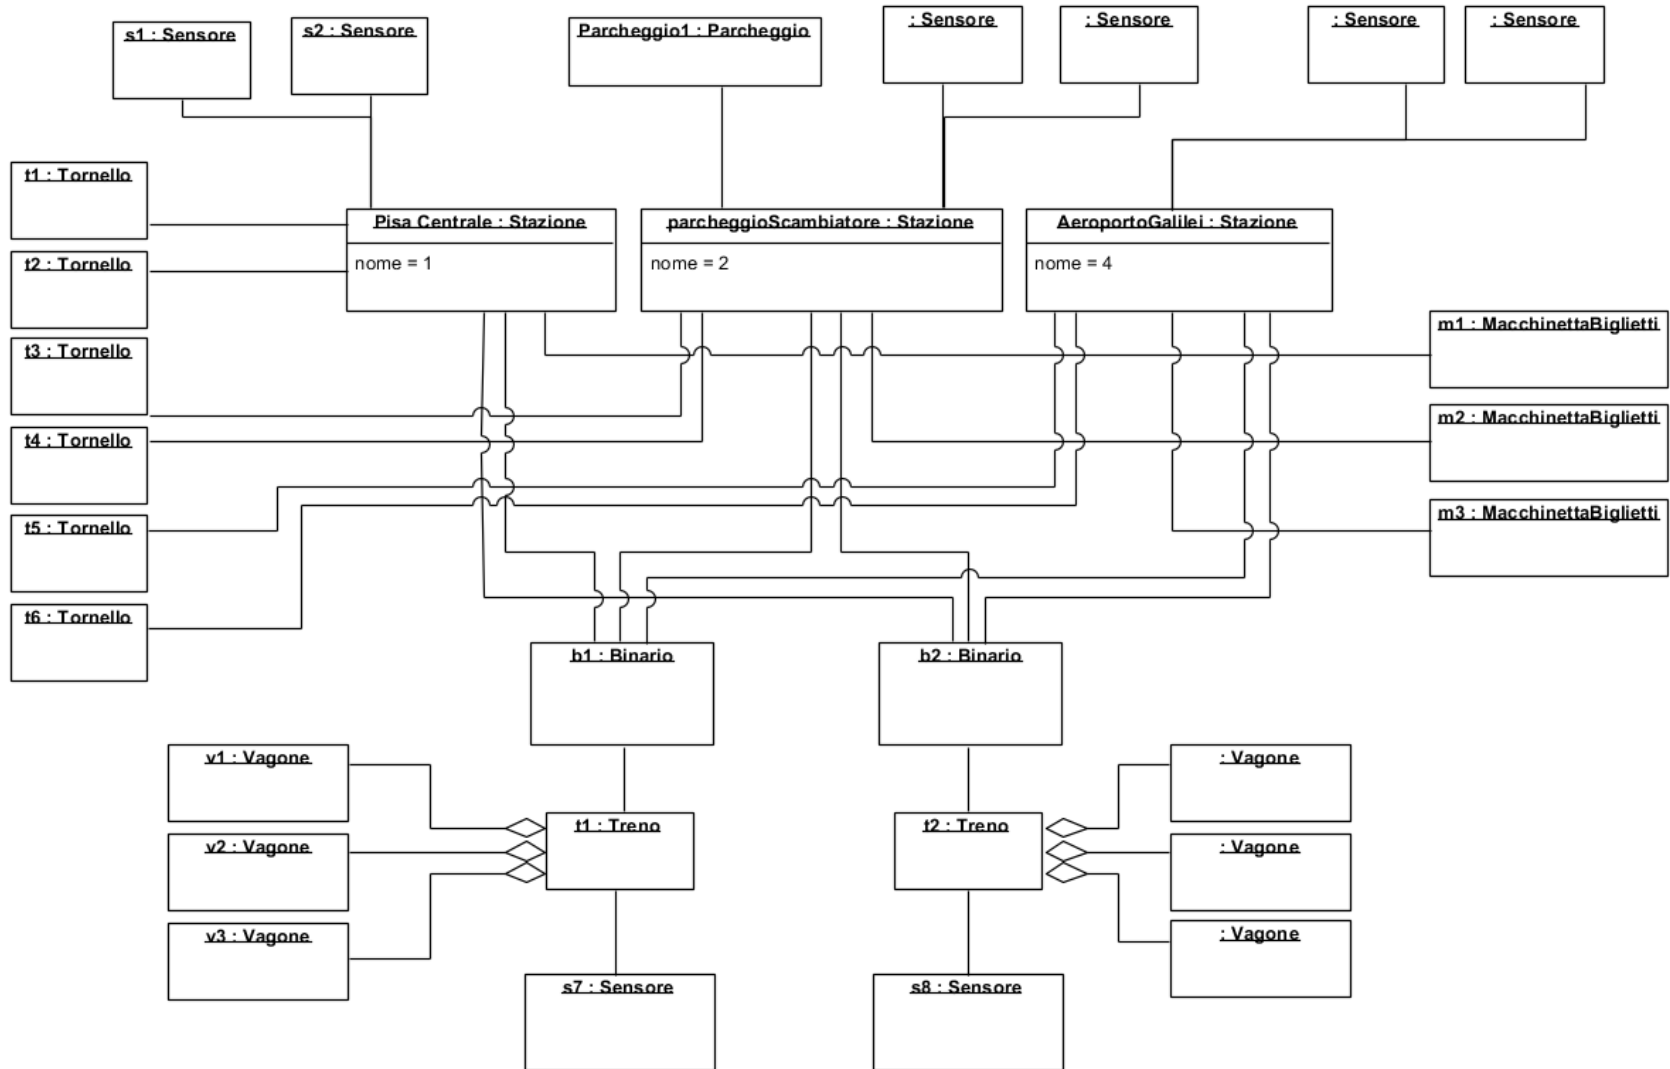 s1 : Sensore
s2 : Sensore
Parcheggio1 : Parcheggio
: Sensore
: Sensore
: Sensore
: Sensore
t1 : Tornello
t2 : Tornello
t3 : Tornello
t4 : Tornello
t5 : Tornello
t6 : Tornello
Pisa Centrale : Stazione
nome = 1
parcheggioScambiatore : Stazione
nome = 2
AeroportoGalilei : Stazione
nome = 4
m1 : MacchinettaBiglietti
m2 : MacchinettaBiglietti
m3 : MacchinettaBiglietti
b1 : Binario
b2 : Binario
v1 : Vagone
v2 : Vagone
v3 : Vagone
t1 : Treno
t2 : Treno
: Vagone
: Vagone
: Vagone
s7 : Sensore
s8 : Sensore